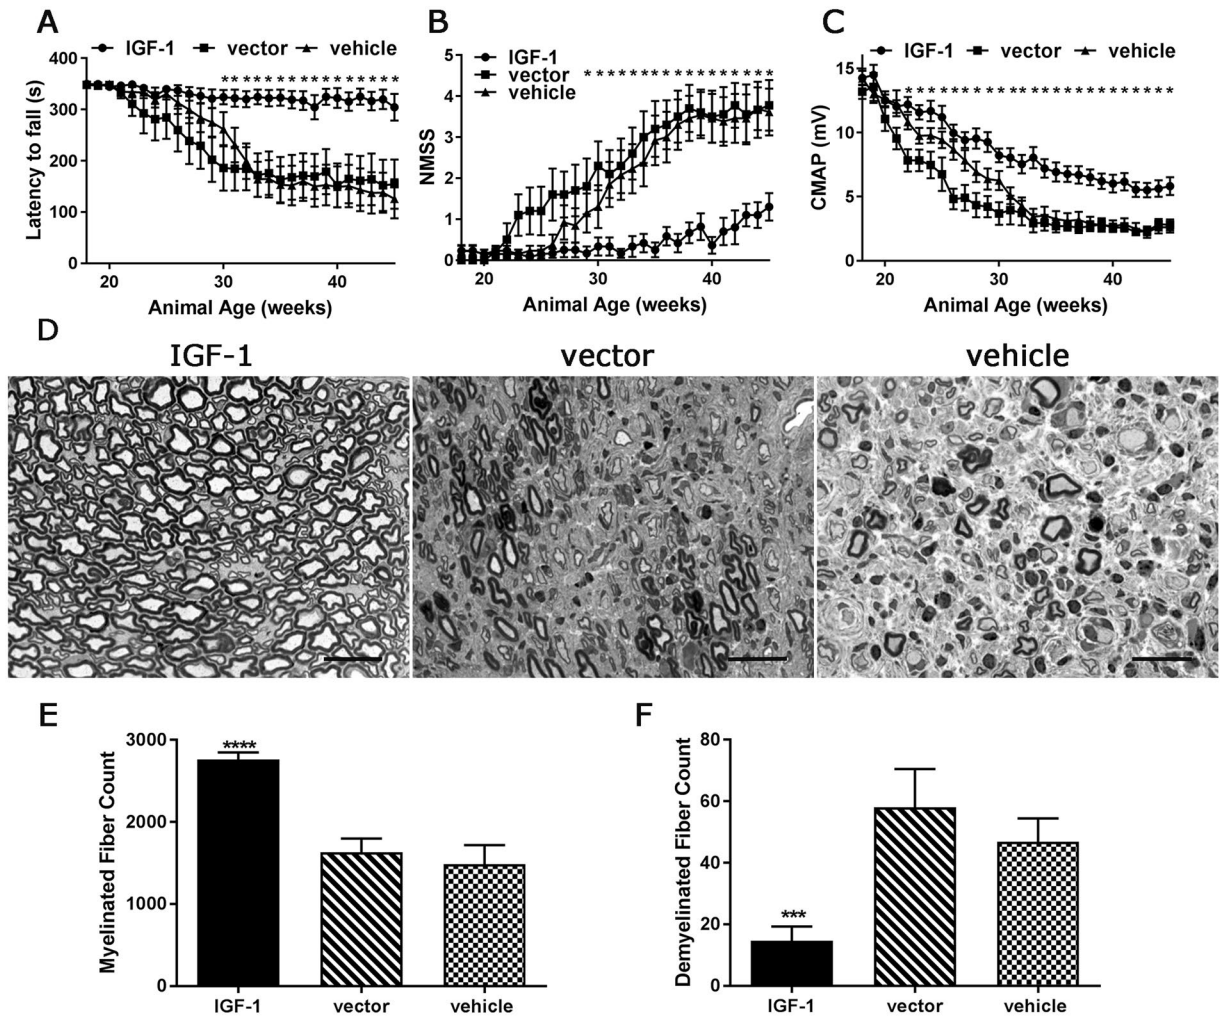 A
IGF-1 vector vehicle
400
300
200
100
0
Latency to fall (s)
* * * * * * * * * * * * * * * *
20 30 40
Animal Age (weeks)
B
IGF-1
vector
vehicle
5
4
3
2
1
0
NMSS
* * * * * * * * * * * * * * * * *
20 30 40
Animal Age (weeks)
C
IGF-1 vector vehicle
15
10
5
0
CMAP (mV)
* * * * * * * * * * * * * * * * * * * * * * * *
20 30 40
Animal Age (weeks)
D
IGF-1 vector vehicle
E
3000
2000
1000
0
Myelinated Fiber Count
****
IGF-1 vector vehicle
F
80
60
40
20
0
Demyelinated Fiber Count
***
IGF-1 vector vehicle